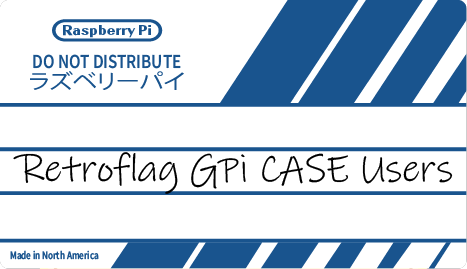 Raspberry Pi
DO NOT DISTRIBUTE
ラズベリーパイ
Retroflag GPi CASE Users
Made in North America